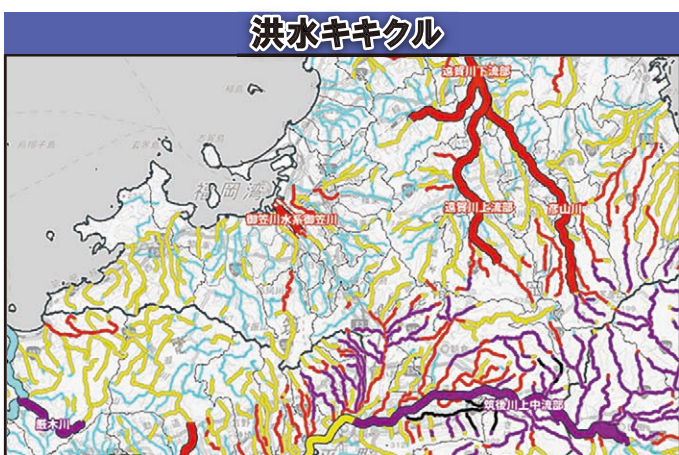 洪水キキクル
遠賀川下流部
福岡湾
遠賀川上流部
彦山川
御笠川水系御笠川
筑後川上中流部
厳木川